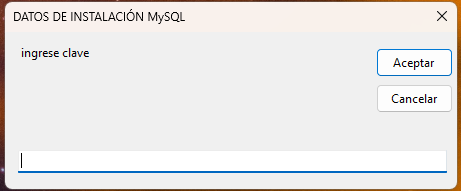 DATOS DE INSTALACIÓN MySQL
ingrese clave
Aceptar
Cancelar